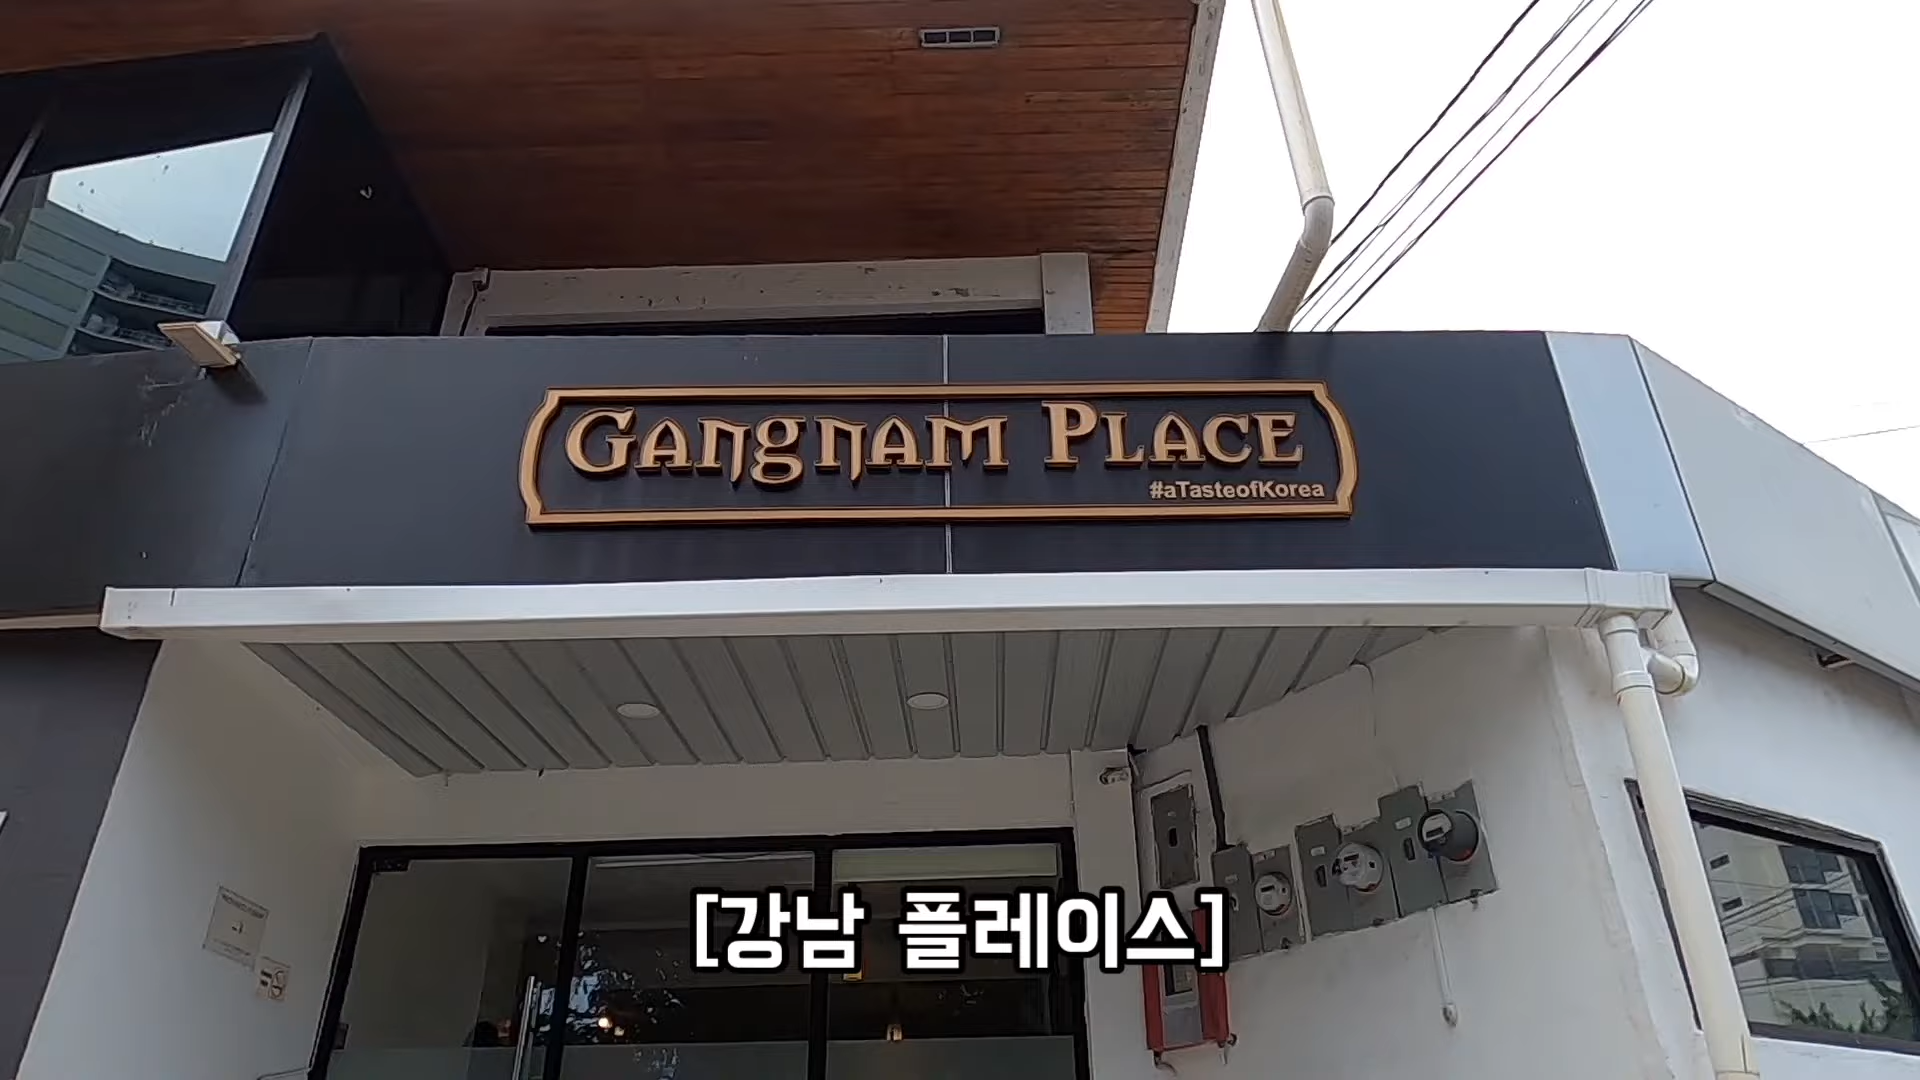 GANGNAM PLACE
#aTasteofKorea
[강남 플레이스]